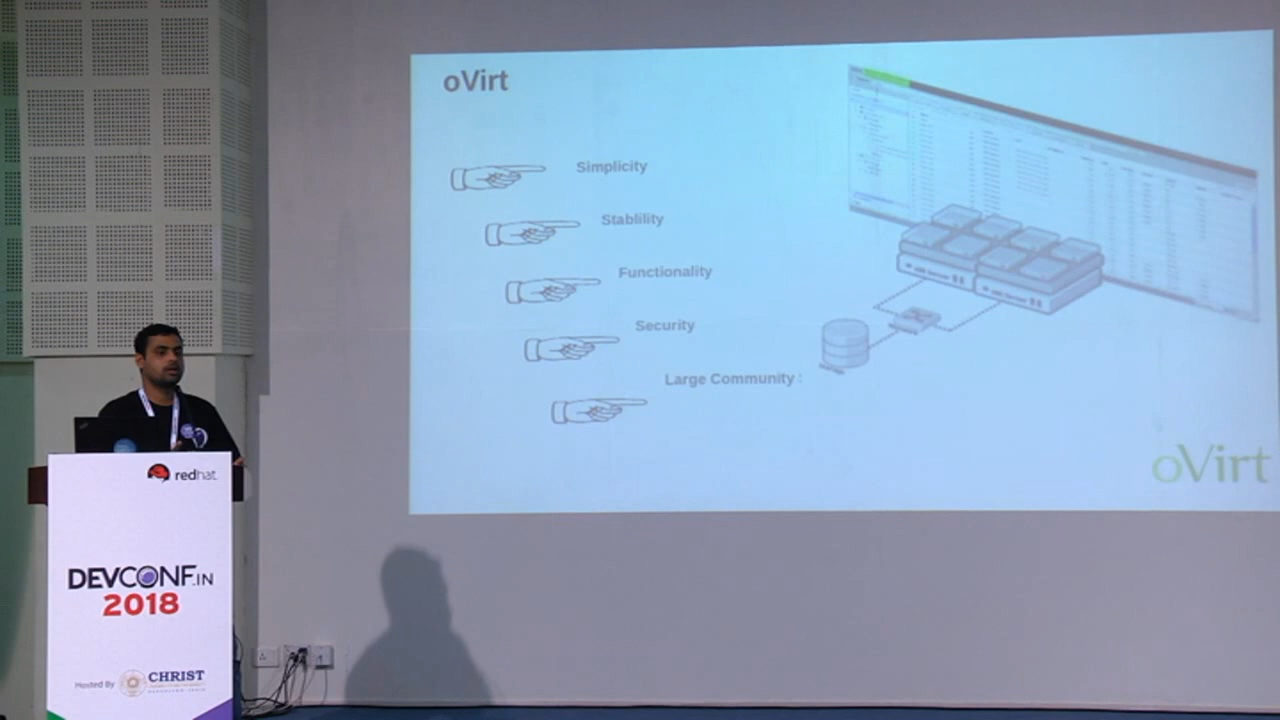 oVirt
Simplicity
Stablility
Functionality
Security
Large Community :
oVirt
redhat
DEVCONF.IN
2018
Hosted By
CHRIST